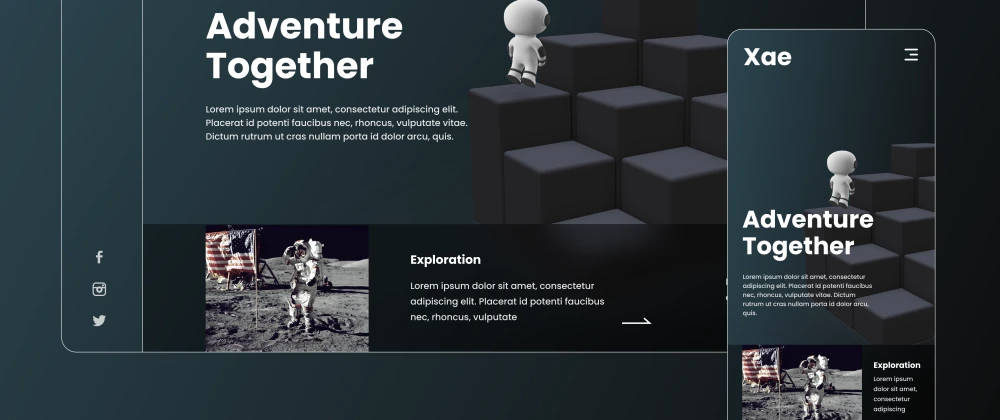 Adventure
Together
Lorem ipsum dolor sit amet, consectetur adipiscing elit.
Placerat id potenti faucibus nec, rhoncus, vulputate vitae.
Dictum rutrum ut cras nullam porta id dolor arcu, quis.
Exploration
Lorem ipsum dolor sit amet, consectetur
adipiscing elit. Placerat id potenti faucibus
nec, rhoncus, vulputate
Xae
Adventure
Together
Lorem ipsum dolor sit amet, consectetur
adipiscing elit. Placerat id potenti faucibus
nec, rhoncus, vulputate vitae. Dictum
rutrum ut cras nullam porta id dolor arcu,
quis.
Exploration
Lorem ipsum
dolor sit amet,
consectetur
adipiscing